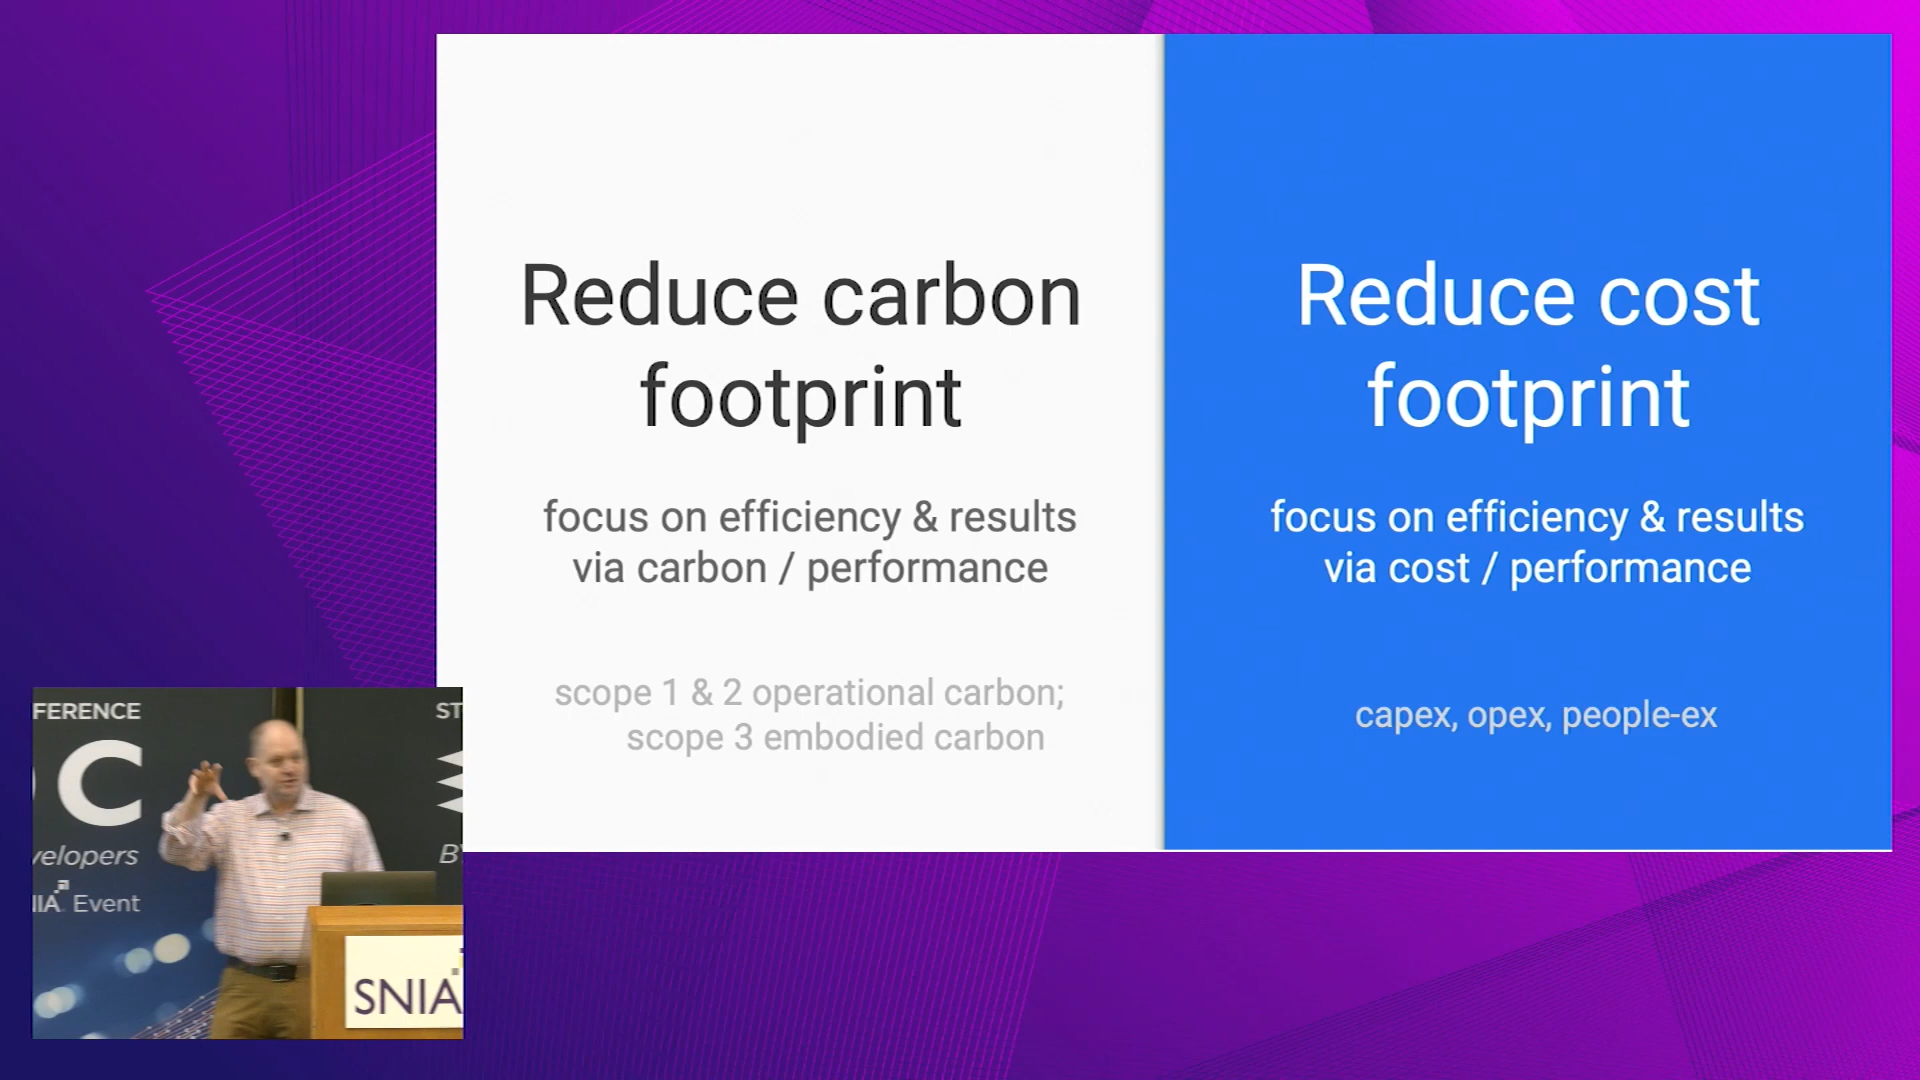 Reduce carbon
footprint
focus on efficiency & results
via carbon / performance
scope 1 & 2 operational carbon;
scope 3 embodied carbon
Reduce cost
footprint
focus on efficiency & results
via cost / performance
capex, opex, people-ex
FERENCE
C
velopers
NIA Event
ST
B
SNIA